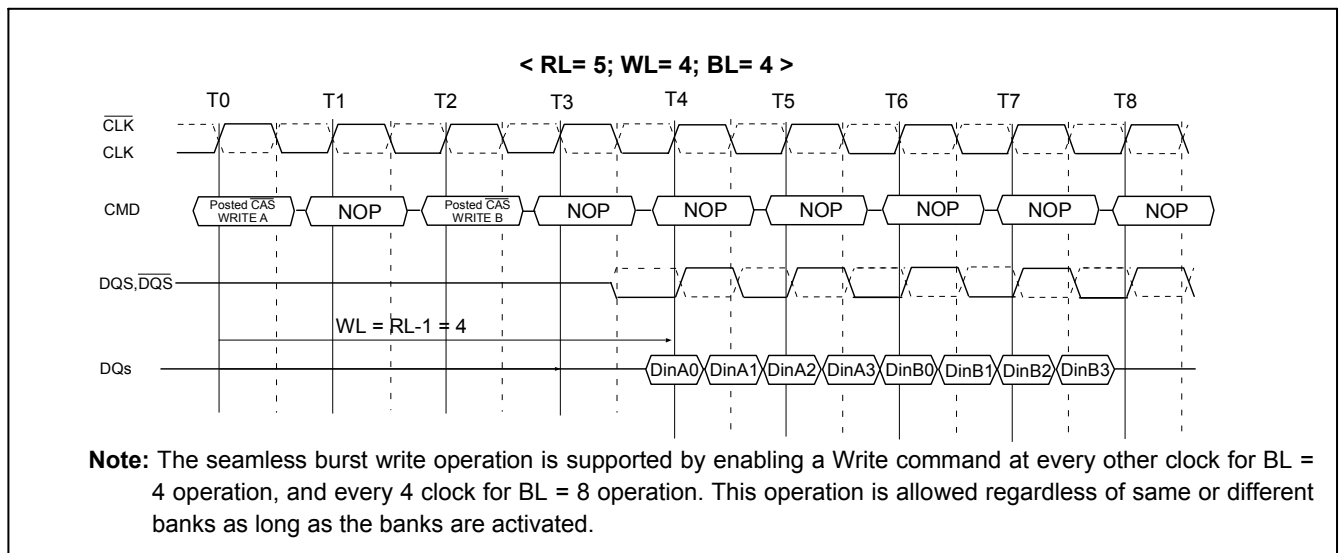 < RL= 5; WL= 4; BL= 4 >
T0 T1 T2 T3 T4 T5 T6 T7 T8
CLK
CLK
CMD
Posted CAS
WRITE A
NOP
Posted CAS
WRITE B
NOP
NOP
NOP
NOP
NOP
NOP
DQS,DQS
WL = RL-1 = 4
DQs
DinA0 DinA1 DinA2 DinA3 DinB0 DinB1 DinB2 DinB3
Note: The seamless burst write operation is supported by enabling a Write command at every other clock for BL =
4 operation, and every 4 clock for BL = 8 operation. This operation is allowed regardless of same or different
banks as long as the banks are activated.